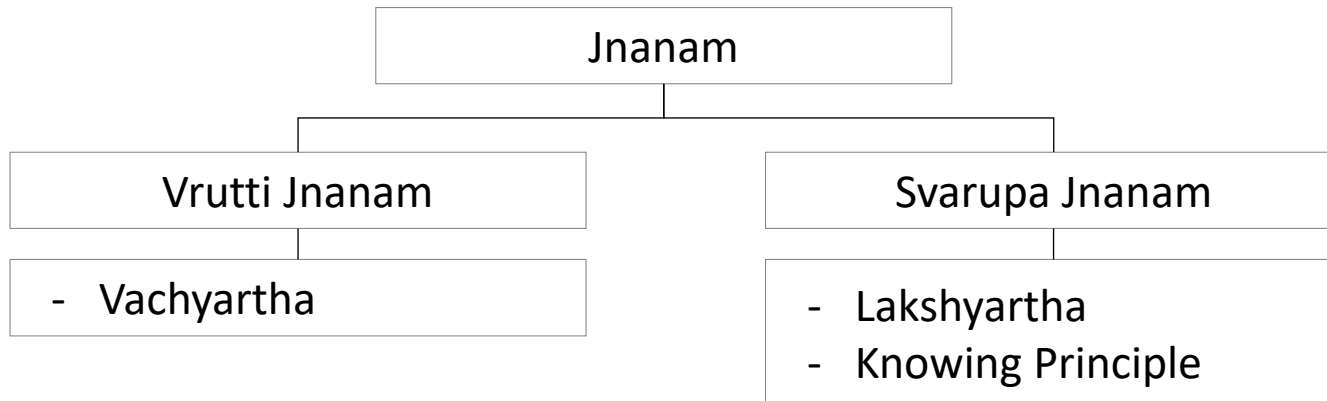 Jnanam
Vrutti Jnanam
Svarupa Jnanam
- Vachyartha
- Lakshyartha
- Knowing Principle